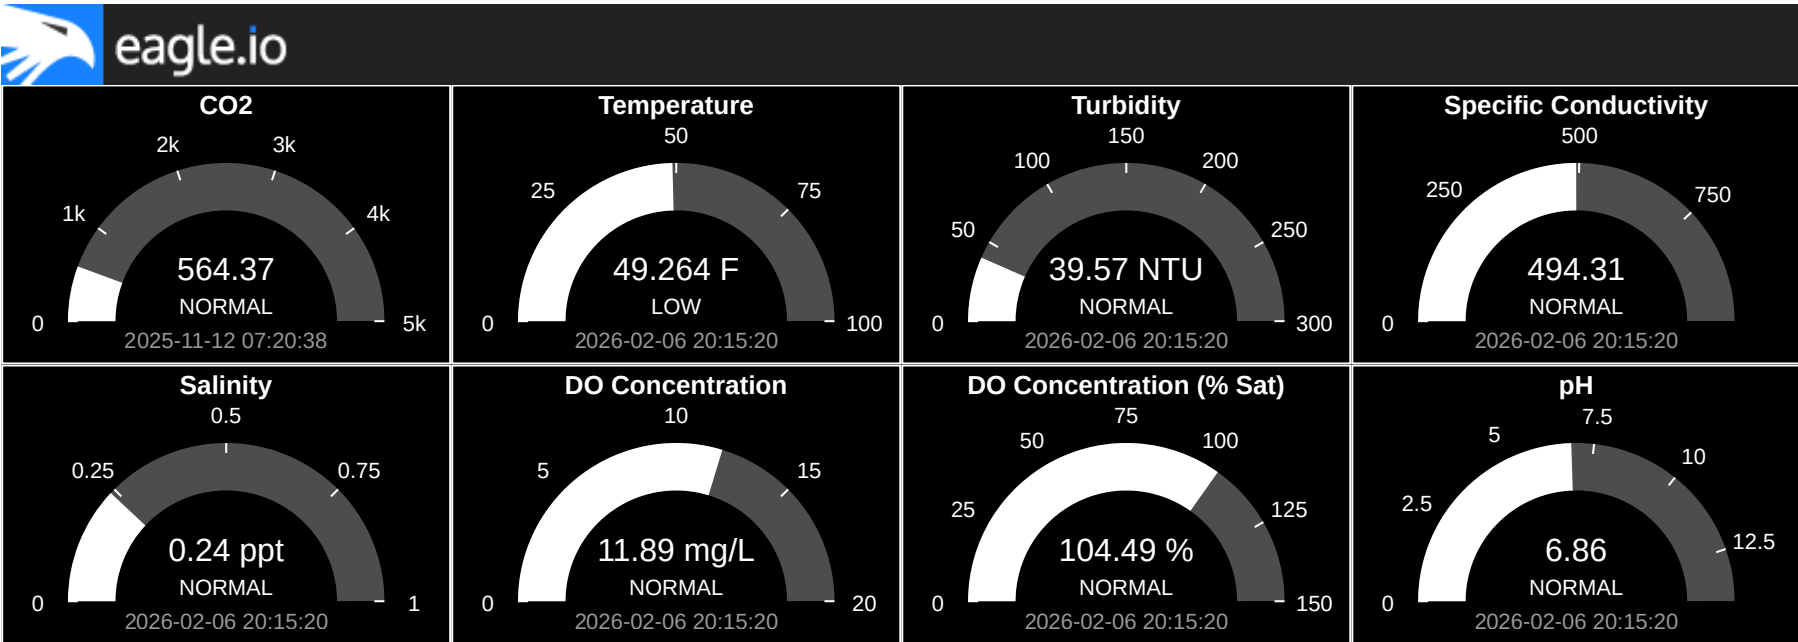 eagle.io
CO2
2k 3k
1k 4k
564.37
NORMAL
0 5k
2025-11-12 07:20:38
Temperature
50
25 75
49.264 F
LOW
0 100
2026-02-06 20:15:20
Turbidity
150
100 200
50 250
39.57 NTU
NORMAL
0 300
2026-02-06 20:15:20
Specific Conductivity
500
250 750
494.31
NORMAL
0
2026-02-06 20:15:20
Salinity
0.5
0.25 0.75
0.24 ppt
NORMAL
0 1
2026-02-06 20:15:20
DO Concentration
10
5 15
11.89 mg/L
NORMAL
0 20
2026-02-06 20:15:20
DO Concentration (% Sat)
75
50 100
25 125
104.49 %
NORMAL
0 150
2026-02-06 20:15:20
pH
7.5
5 10
2.5 12.5
6.86
NORMAL
0
2026-02-06 20:15:20